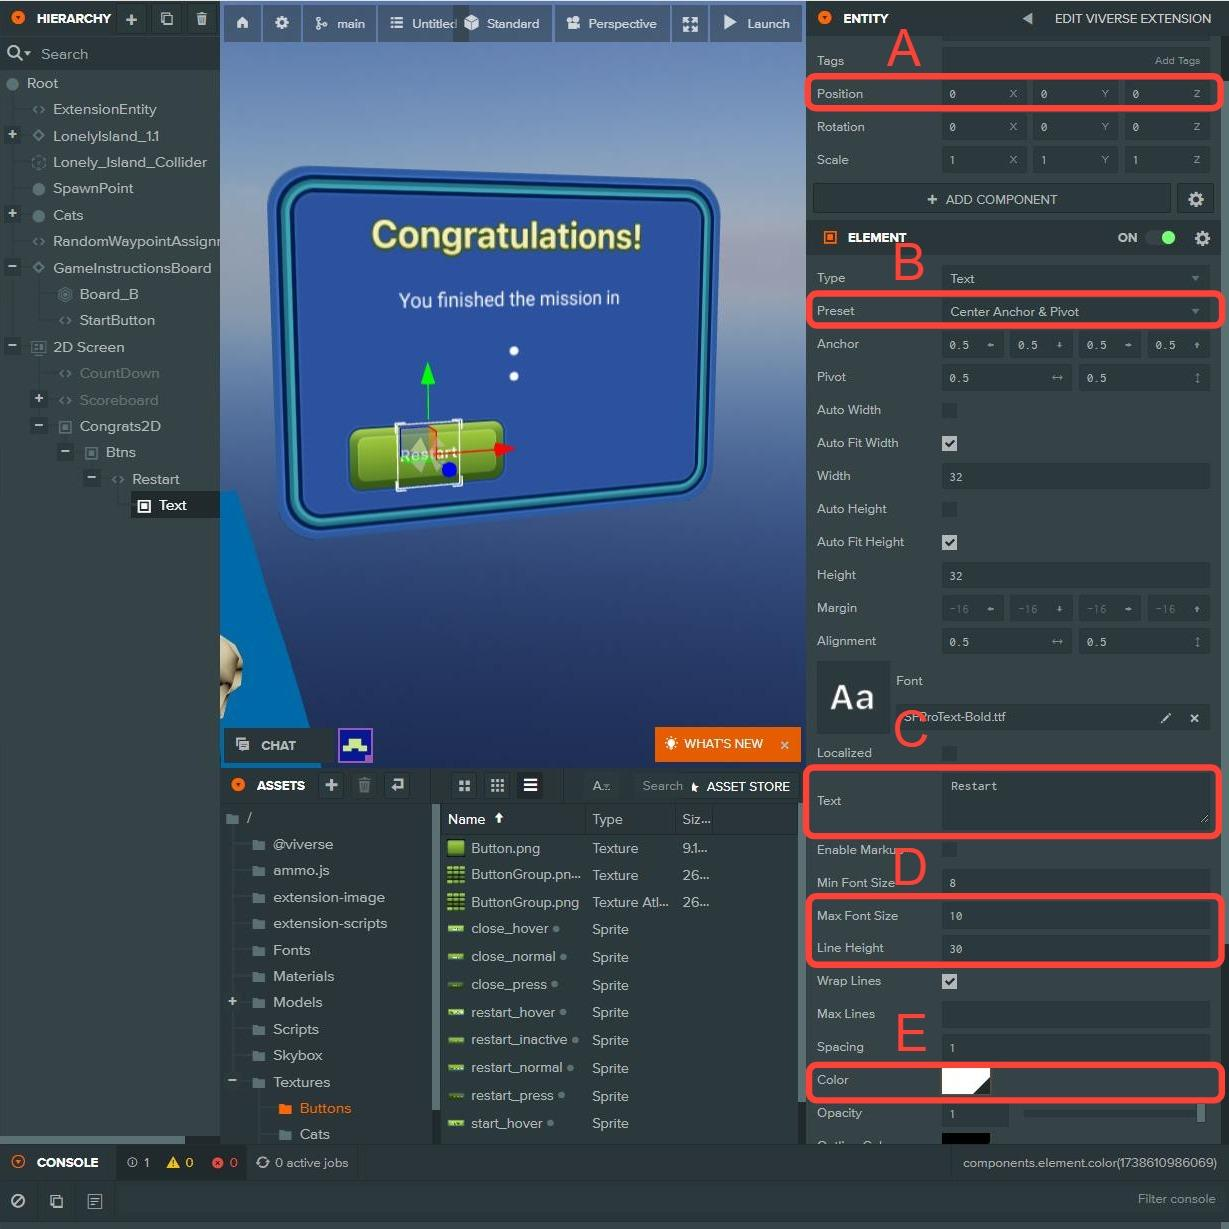 HIERARCHY
Search
Root
ExtensionEntity
LonelyIsland_1.1
Lonely_Island_Collider
SpawnPoint
Cats
RandomWaypointAssignr
GameInstructionsBoard
Board_B
StartButton
2D Screen
CountDown
Scoreboard
Congrats2D
Btns
Restart
Text
main
Untitled
Standard
Perspective
Launch
Congratulations!
You finished the mission in
:
Restart
CHAT
WHAT'S NEW ×
ENTITY
EDIT VIVERSE EXTENSION
A
Tags Add Tags
Position 0 X 0 Y 0 Z
Rotation 0 X 0 Y 0 Z
Scale 1 X 1 Y 1 Z
+ ADD COMPONENT
ELEMENT ON
B
Type Text
Preset Center Anchor & Pivot
Anchor 0.5 0.5 0.5 0.5
Pivot 0.5 0.5
Auto Width
Auto Fit Width
Width 32
Auto Height
Auto Fit Height
Height 32
Margin -16 -16 -16 -16
Alignment 0.5 0.5
Aa
Font
SFProText-Bold.ttf
C
Localized
Text Restart
Enable Markup
D
Min Font Size 8
Max Font Size 10
Line Height 30
Wrap Lines
Max Lines
E
Spacing 1
Color
Opacity 1
ASSETS
Search
ASSET STORE
/
@viverse
ammo.js
extension-image
extension-scripts
Fonts
Materials
Models
Scripts
Skybox
Textures
Buttons
Cats
Name Type Siz...
Button.png Texture 9.1...
ButtonGroup.pn... Texture 26...
ButtonGroup.png Texture Atl... 26...
close_hover Sprite
close_normal Sprite
close_press Sprite
restart_hover Sprite
restart_inactive Sprite
restart_normal Sprite
restart_press Sprite
start_hover Sprite
CONSOLE 1 0 0 0 active jobs
components.element.color(1738610986069)
Filter console